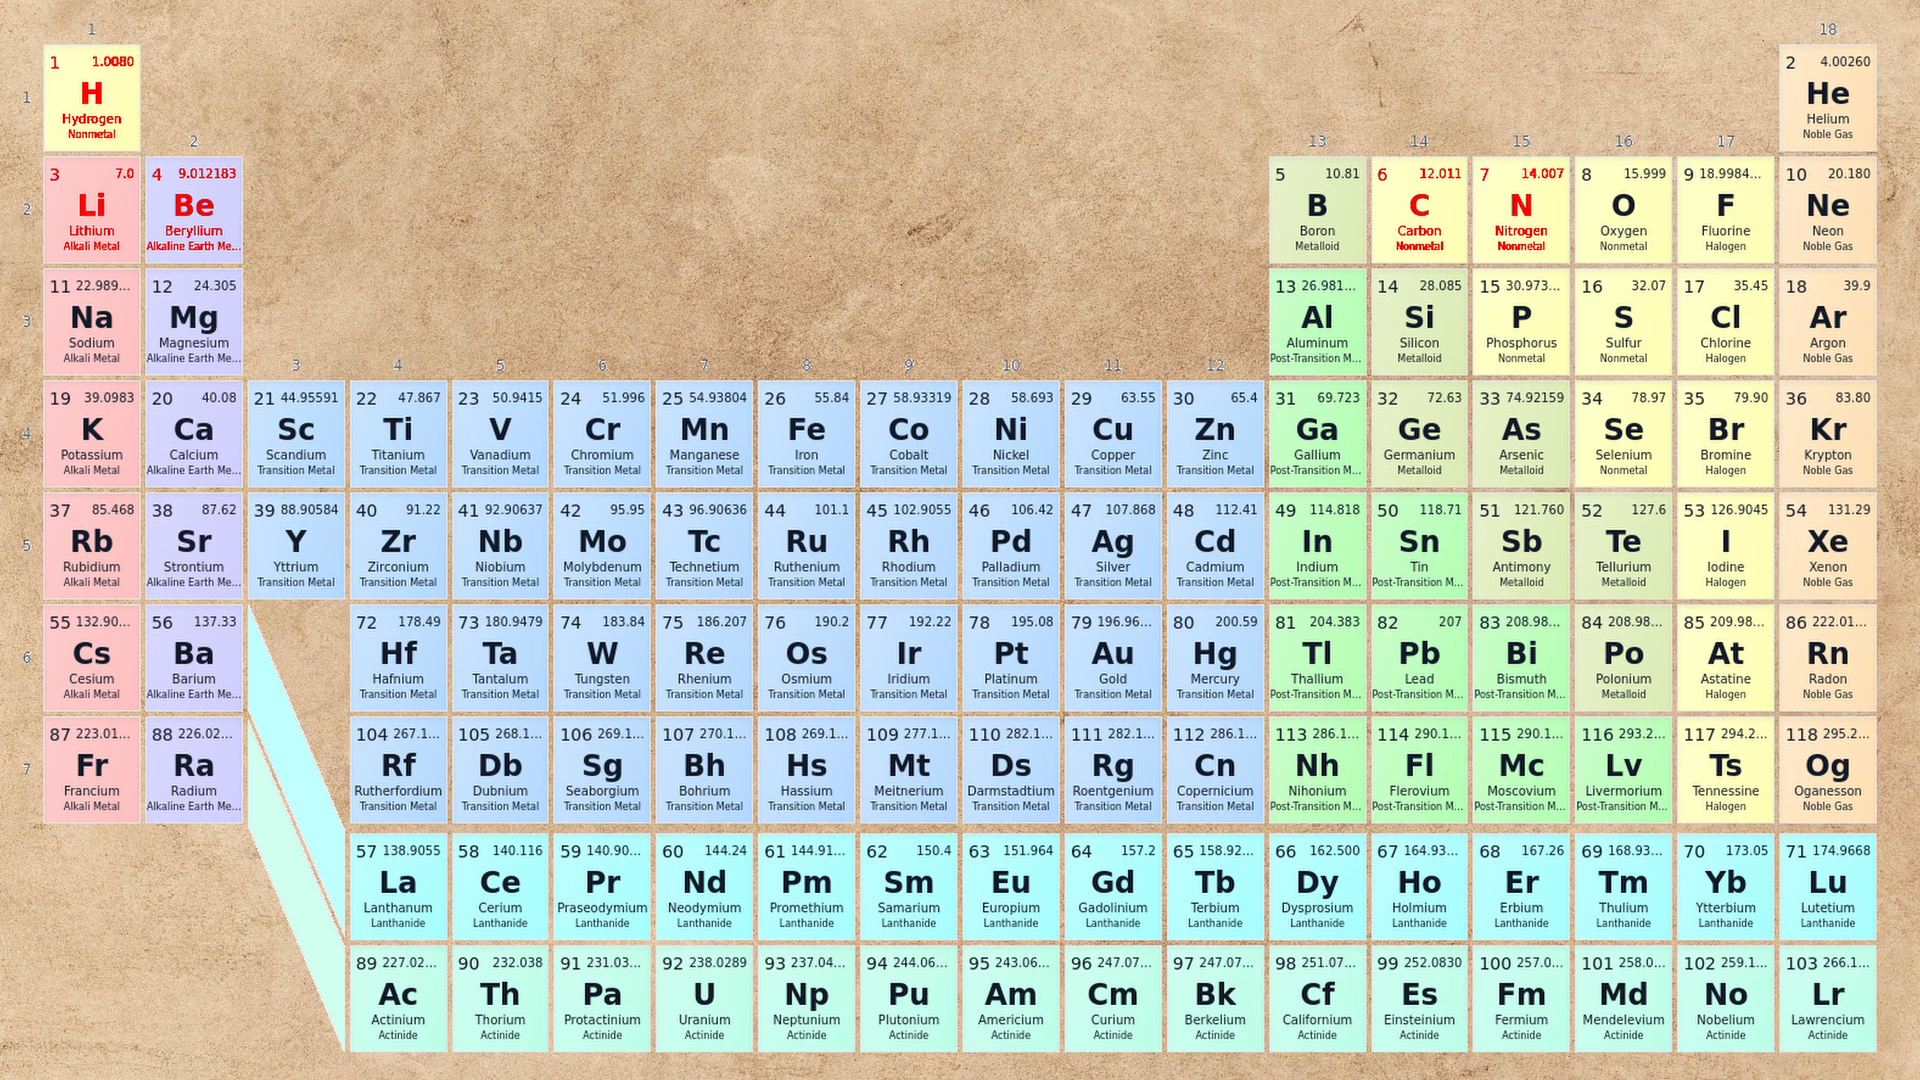 1 18
1 1.0080 2 4.00260
H He
1 Hydrogen Helium
Nonmetal Noble Gas
2 13 14 15 16 17
3 7.0 4 9.012183 5 10.81 6 12.011 7 14.007 8 15.999 9 18.9984... 10 20.180
Li Be B C N O F Ne
2 Lithium Beryllium Boron Carbon Nitrogen Oxygen Fluorine Neon
Alkali Metal Alkaline Earth Me... Metalloid Nonmetal Nonmetal Nonmetal Halogen Noble Gas
11 22.989... 12 24.305 13 26.981... 14 28.085 15 30.973... 16 32.07 17 35.45 18 39.9
Na Mg Al Si P S Cl Ar
3 Sodium Magnesium Aluminum Silicon Phosphorus Sulfur Chlorine Argon
Alkali Metal Alkaline Earth Me... Post-Transition M... Metalloid Nonmetal Nonmetal Halogen Noble Gas
3 4 5 6 7 8 9 10 11 12
19 39.0983 20 40.08 21 44.95591 22 47.867 23 50.9415 24 51.996 25 54.93804 26 55.84 27 58.93319 28 58.693 29 63.55 30 65.4 31 69.723 32 72.63 33 74.92159 34 78.97 35 79.90 36 83.80
K Ca Sc Ti V Cr Mn Fe Co Ni Cu Zn Ga Ge As Se Br Kr
4 Potassium Calcium Scandium Titanium Vanadium Chromium Manganese Iron Cobalt Nickel Copper Zinc Gallium Germanium Arsenic Selenium Bromine Krypton
Alkali Metal Alkaline Earth Me... Transition Metal Transition Metal Transition Metal Transition Metal Transition Metal Transition Metal Transition Metal Transition Metal Transition Metal Transition Metal Post-Transition M... Metalloid Metalloid Nonmetal Halogen Noble Gas
37 85.468 38 87.62 39 88.90584 40 91.22 41 92.90637 42 95.95 43 96.90636 44 101.1 45 102.9055 46 106.42 47 107.868 48 112.41 49 114.818 50 118.71 51 121.760 52 127.6 53 126.9045 54 131.29
Rb Sr Y Zr Nb Mo Tc Ru Rh Pd Ag Cd In Sn Sb Te I Xe
5 Rubidium Strontium Yttrium Zirconium Niobium Molybdenum Technetium Ruthenium Rhodium Palladium Silver Cadmium Indium Tin Antimony Tellurium Iodine Xenon
Alkali Metal Alkaline Earth Me... Transition Metal Transition Metal Transition Metal Transition Metal Transition Metal Transition Metal Transition Metal Transition Metal Transition Metal Transition Metal Post-Transition M... Post-Transition M... Metalloid Metalloid Halogen Noble Gas
55 132.90... 56 137.33 72 178.49 73 180.9479 74 183.84 75 186.207 76 190.2 77 192.22 78 195.08 79 196.96... 80 200.59 81 204.383 82 207 83 208.98... 84 208.98... 85 209.98... 86 222.01...
Cs Ba Hf Ta W Re Os Ir Pt Au Hg Tl Pb Bi Po At Rn
6 Cesium Barium Hafnium Tantalum Tungsten Rhenium Osmium Iridium Platinum Gold Mercury Thallium Lead Bismuth Polonium Astatine Radon
Alkali Metal Alkaline Earth Me... Transition Metal Transition Metal Transition Metal Transition Metal Transition Metal Transition Metal Transition Metal Transition Metal Transition Metal Post-Transition M... Post-Transition M... Post-Transition M... Metalloid Halogen Noble Gas
87 223.01... 88 226.02... 104 267.1... 105 268.1... 106 269.1... 107 270.1... 108 269.1... 109 277.1... 110 282.1... 111 282.1... 112 286.1... 113 286.1... 114 290.1... 115 290.1... 116 293.2... 117 294.2... 118 295.2...
Fr Ra Rf Db Sg Bh Hs Mt Ds Rg Cn Nh Fl Mc Lv Ts Og
7 Francium Radium Rutherfordium Dubnium Seaborgium Bohrium Hassium Meitnerium Darmstadtium Roentgenium Copernicium Nihonium Flerovium Moscovium Livermorium Tennessine Oganesson
Alkali Metal Alkaline Earth Me... Transition Metal Transition Metal Transition Metal Transition Metal Transition Metal Transition Metal Transition Metal Transition Metal Transition Metal Post-Transition M... Post-Transition M... Post-Transition M... Post-Transition M... Halogen Noble Gas
57 138.9055 58 140.116 59 140.90... 60 144.24 61 144.91... 62 150.4 63 151.964 64 157.2 65 158.92... 66 162.500 67 164.93... 68 167.26 69 168.93... 70 173.05 71 174.9668
La Ce Pr Nd Pm Sm Eu Gd Tb Dy Ho Er Tm Yb Lu
Lanthanum Cerium Praseodymium Neodymium Promethium Samarium Europium Gadolinium Terbium Dysprosium Holmium Erbium Thulium Ytterbium Lutetium
Lanthanide Lanthanide Lanthanide Lanthanide Lanthanide Lanthanide Lanthanide Lanthanide Lanthanide Lanthanide Lanthanide Lanthanide Lanthanide Lanthanide Lanthanide
89 227.02... 90 232.038 91 231.03... 92 238.0289 93 237.04... 94 244.06... 95 243.06... 96 247.07... 97 247.07... 98 251.07... 99 252.0830 100 257.0... 101 258.0... 102 259.1... 103 266.1...
Ac Th Pa U Np Pu Am Cm Bk Cf Es Fm Md No Lr
Actinium Thorium Protactinium Uranium Neptunium Plutonium Americium Curium Berkelium Californium Einsteinium Fermium Mendelevium Nobelium Lawrencium
Actinide Actinide Actinide Actinide Actinide Actinide Actinide Actinide Actinide Actinide Actinide Actinide Actinide Actinide Actinide